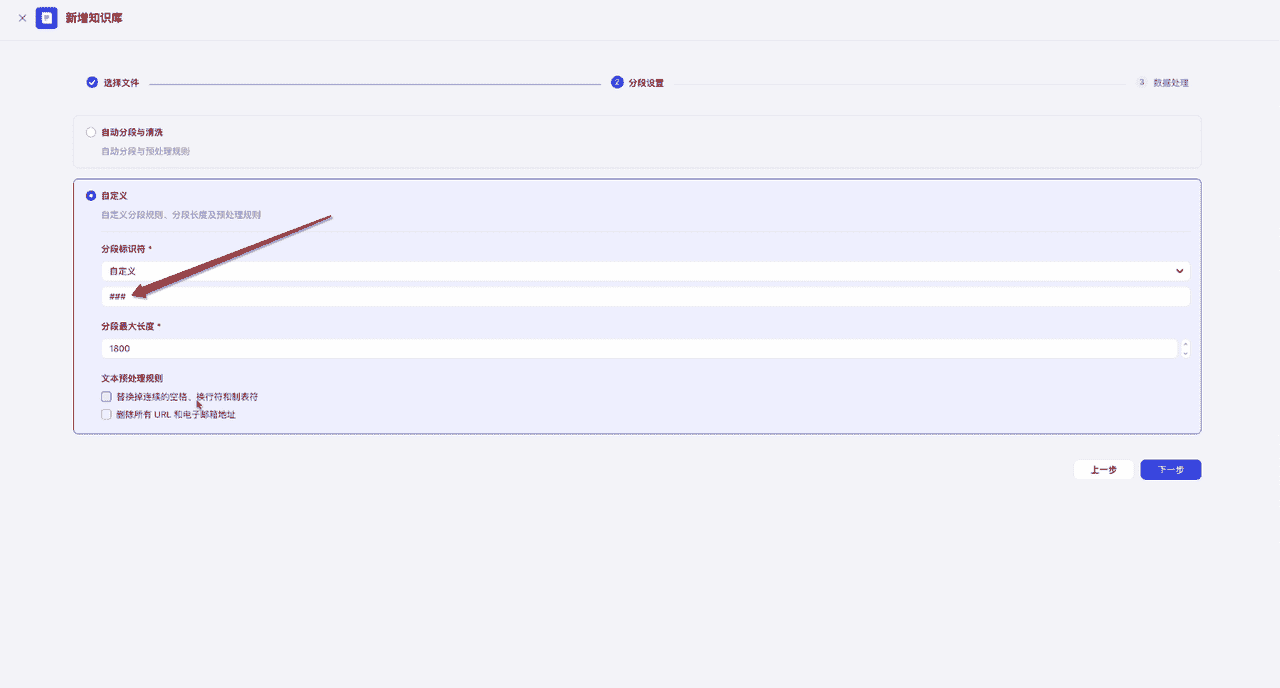 新增知识库
选择文件
2 分段设置
3 数据处理
自动分段与清洗
自动分段与预处理规则
自定义
自定义分段规则、分段长度及预处理规则
分段标识符 *
自定义
###
分段最大长度 *
1800
文本预处理规则
替换掉连续的空格、换行符和制表符
删除所有 URL 和电子邮箱地址
上一步 下一步